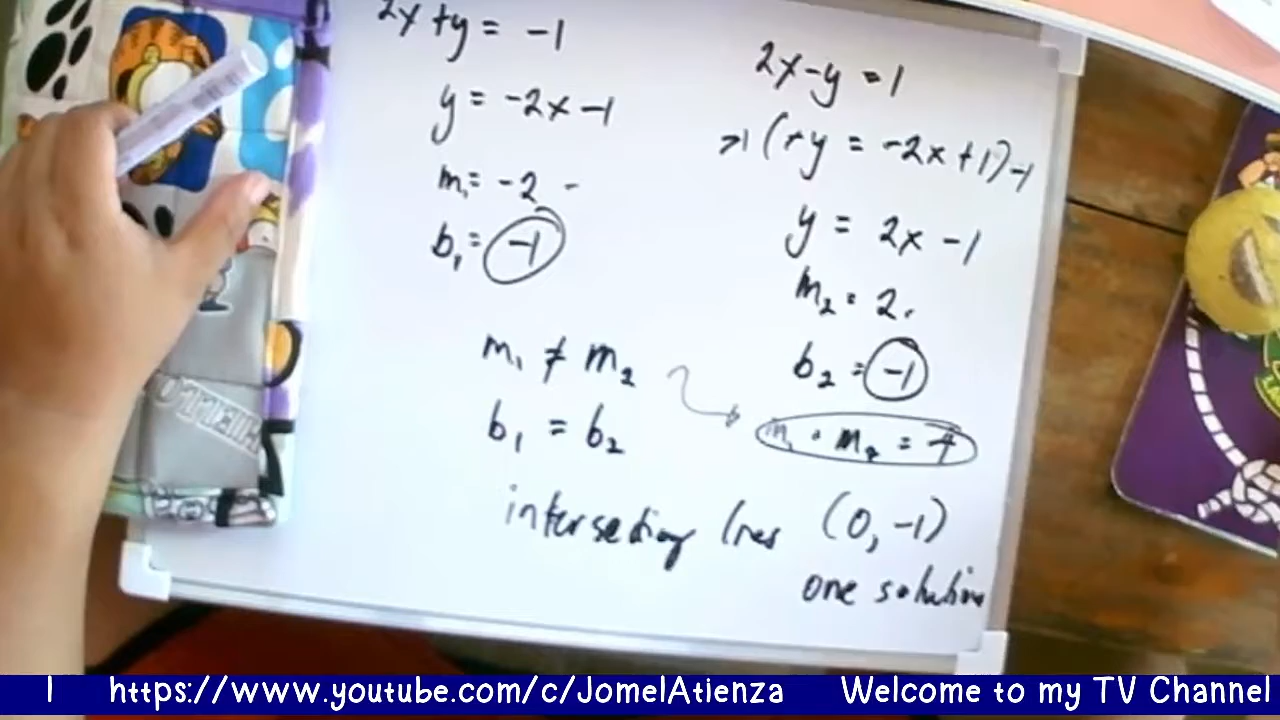 2x + y = -1
y = -2x - 1
m₁ = -2
b₁ = -1
2x - y = 1
-1 (+y = -2x + 1) -1
y = 2x - 1
m₂ = 2
b₂ = -1
m₁ ≠ m₂
b₁ = b₂
m₁ · m₂ = -4
intersecting lines (0, -1)
one solution
| https://www.youtube.com/c/JomelAtienza Welcome to my TV Channel